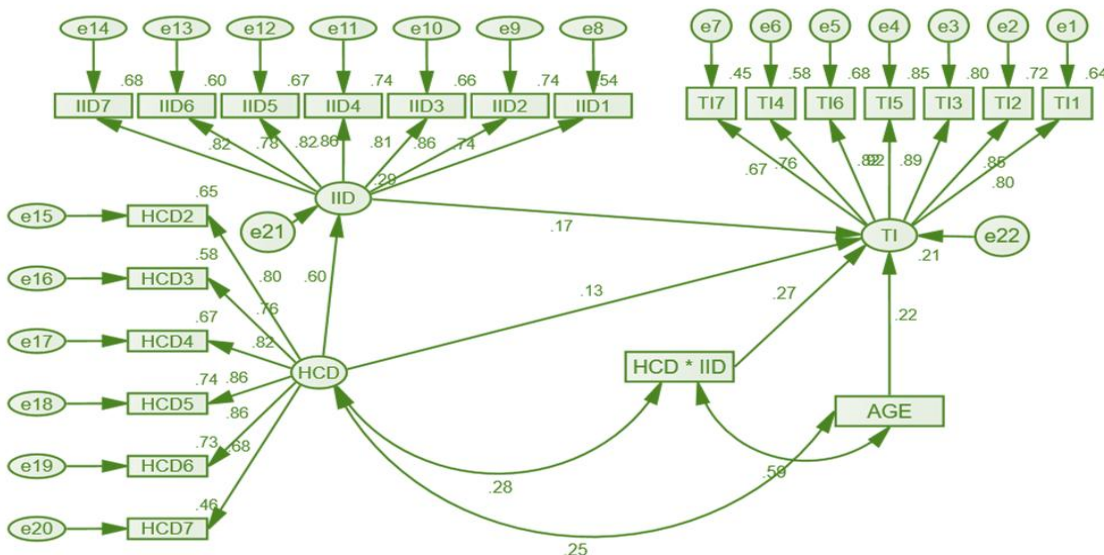 e14 e13 e12 e11 e10 e9 e8
.68 .60 .67 .74 .66 .74 .54
IID7 IID6 IID5 IID4 IID3 IID2 IID1
.82 .78 .82 .86 .81 .86 .74
.29
IID
e21
e7 e6 e5 e4 e3 e2 e1
.45 .58 .68 .85 .80 .72 .64
TI7 TI4 TI6 TI5 TI3 TI2 TI1
.67 .76 .82 .92 .89 .85 .80
TI
e22
.21
.17
.60
.13
.27
.22
e15 HCD2 .65
e16 HCD3 .58
e17 HCD4 .67
e18 HCD5 .74
e19 HCD6 .73
e20 HCD7 .46
.80
.76
.82
.86
.86
.68
HCD
HCD * IID
AGE
.59
.28
.25